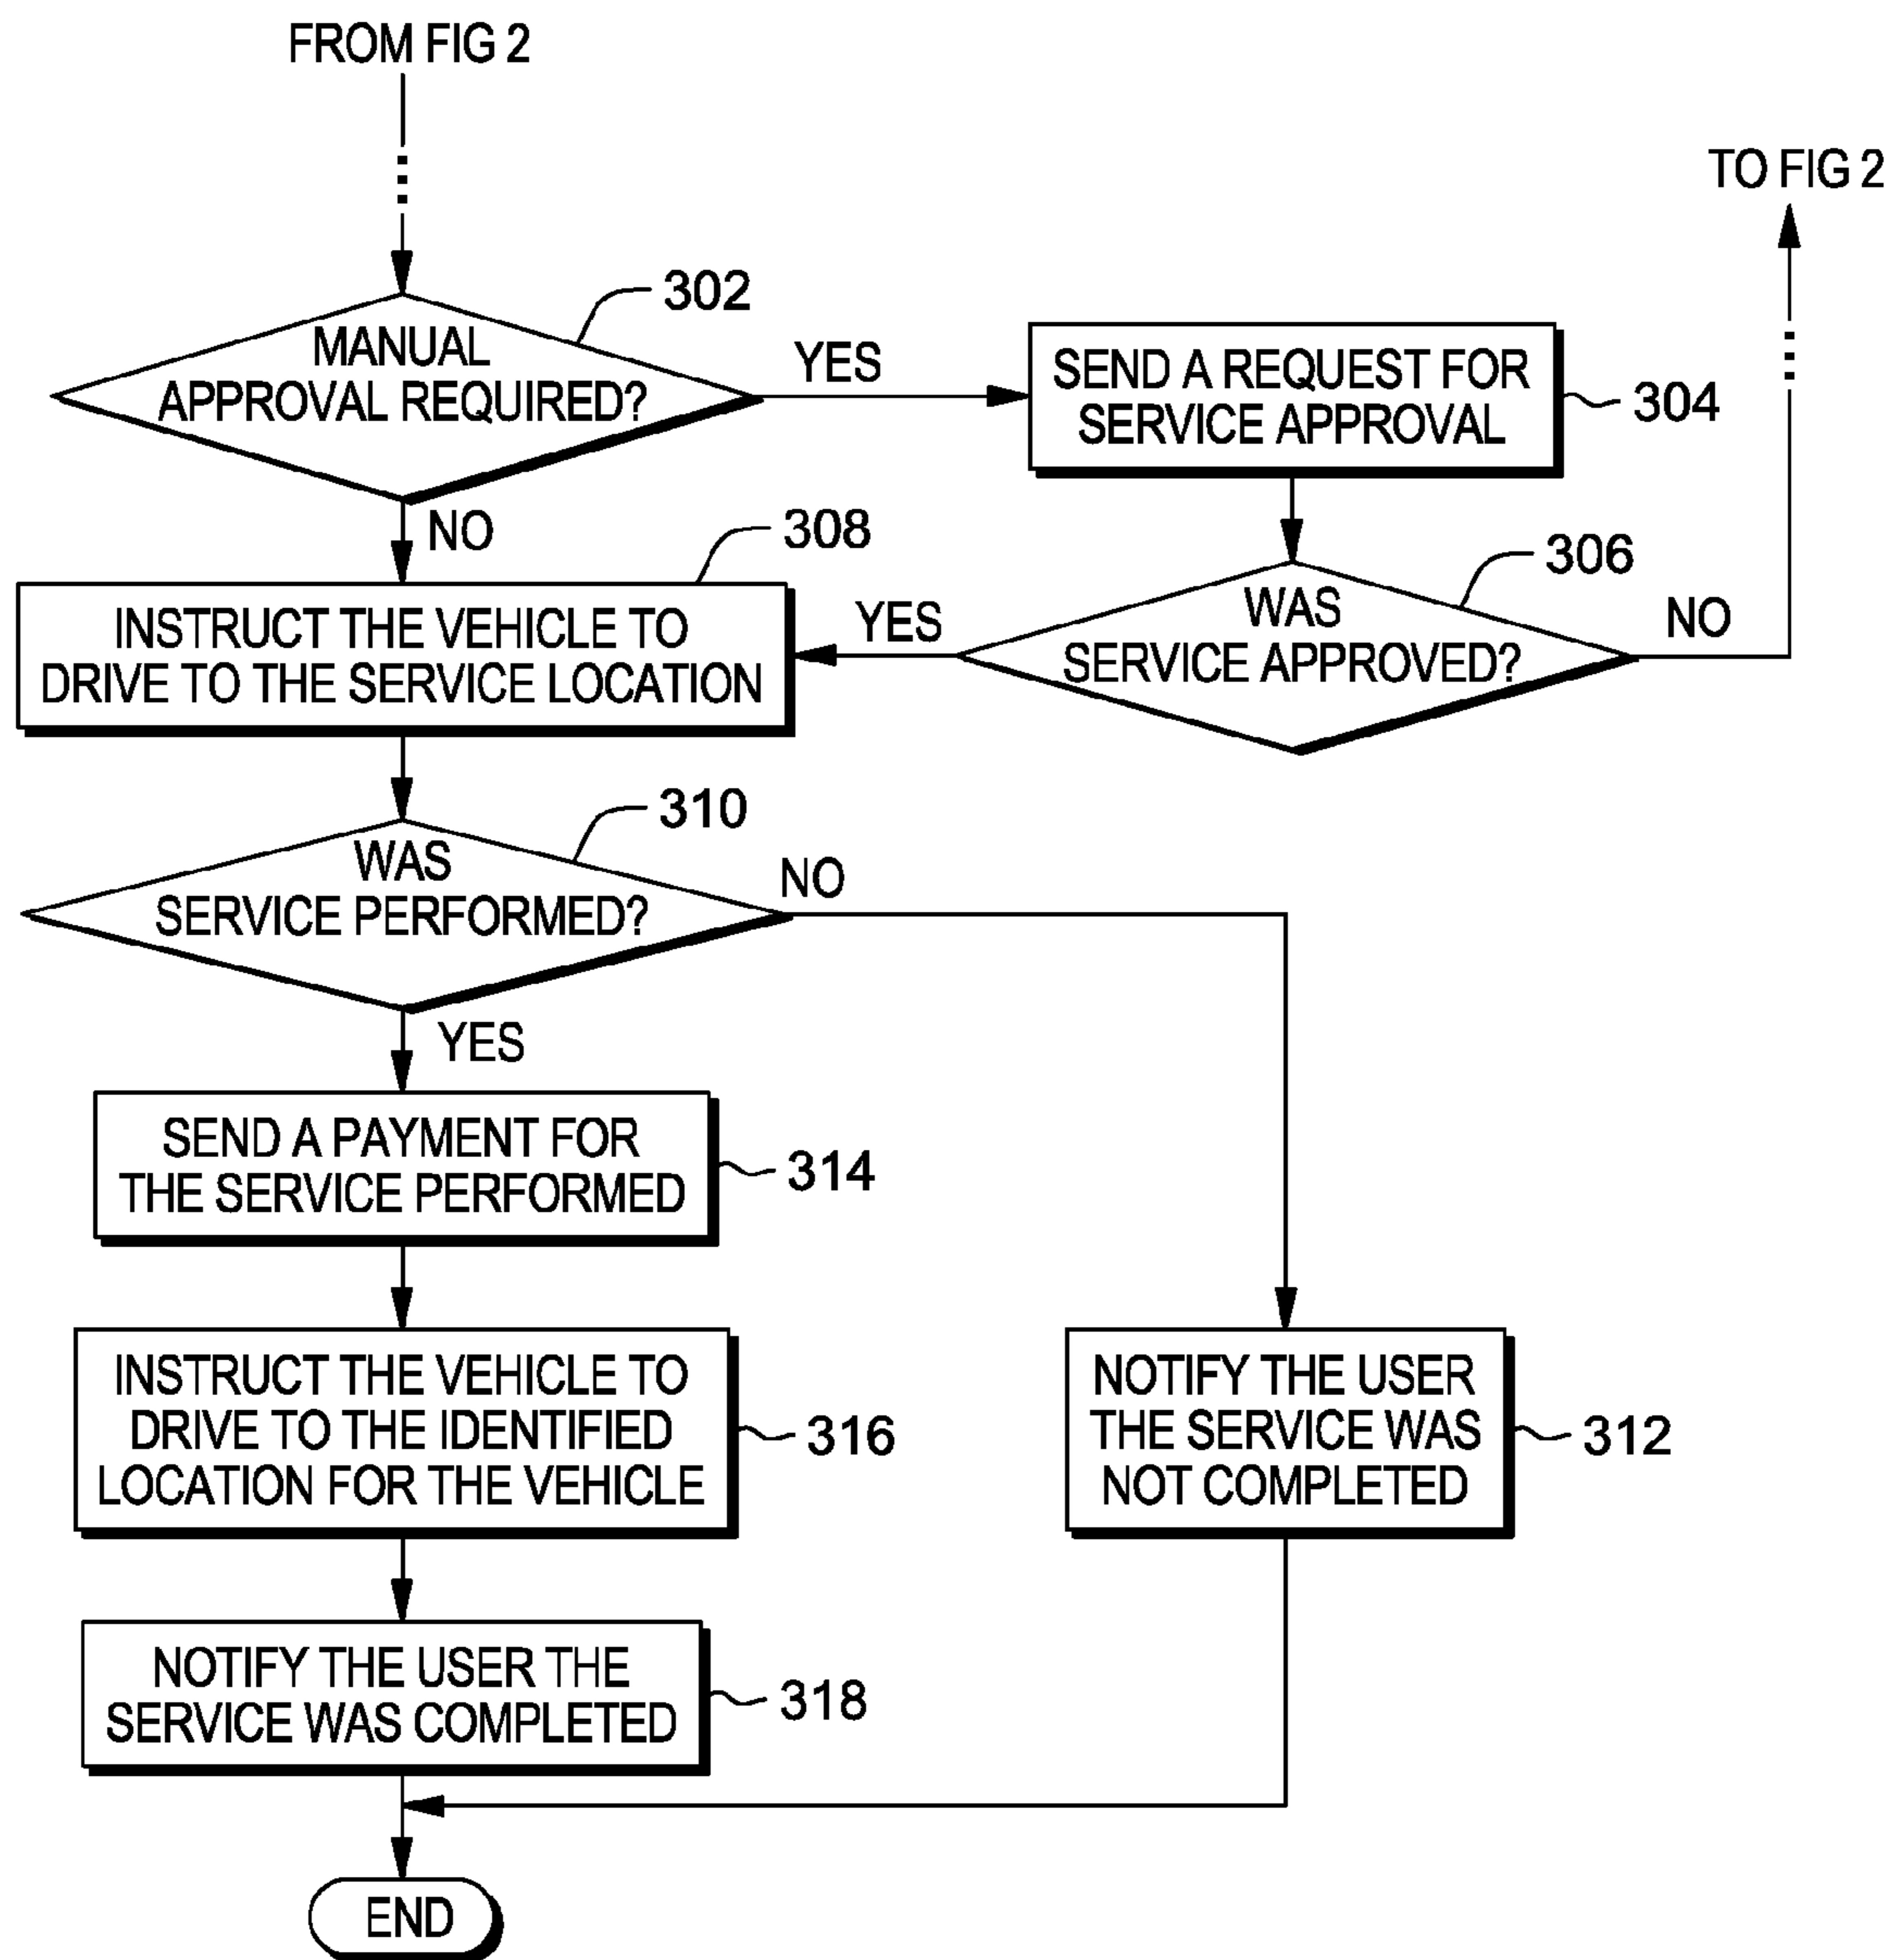 FROM FIG 2
TO FIG 2
302
MANUAL
APPROVAL REQUIRED?
YES
SEND A REQUEST FOR
SERVICE APPROVAL
304
NO
308
306
INSTRUCT THE VEHICLE TO
DRIVE TO THE SERVICE LOCATION
YES
WAS
SERVICE APPROVED?
NO
310
WAS
SERVICE PERFORMED?
NO
YES
SEND A PAYMENT FOR
THE SERVICE PERFORMED
314
INSTRUCT THE VEHICLE TO
DRIVE TO THE IDENTIFIED
LOCATION FOR THE VEHICLE
316
NOTIFY THE USER
THE SERVICE WAS
NOT COMPLETED
312
NOTIFY THE USER THE
SERVICE WAS COMPLETED
318
END